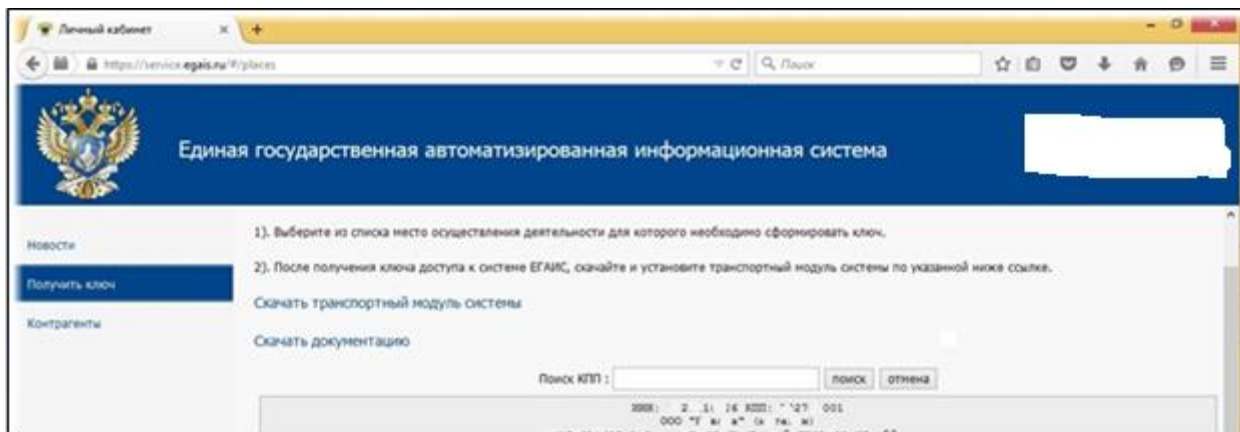 Личный кабинет
https://service.egais.ru/#/places
Поиск
Единая государственная автоматизированная информационная система
Новости
Получить ключ
Контрагенты
1). Выберите из списка место осуществления деятельности для которого необходимо сформировать ключ.
2). После получения ключа доступа к системе ЕГАИС, скачайте и установите транспортный модуль системы по указанной ниже ссылке.
Скачать транспортный модуль системы
Скачать документацию
Поиск КПП :
поиск
отмена
ООО